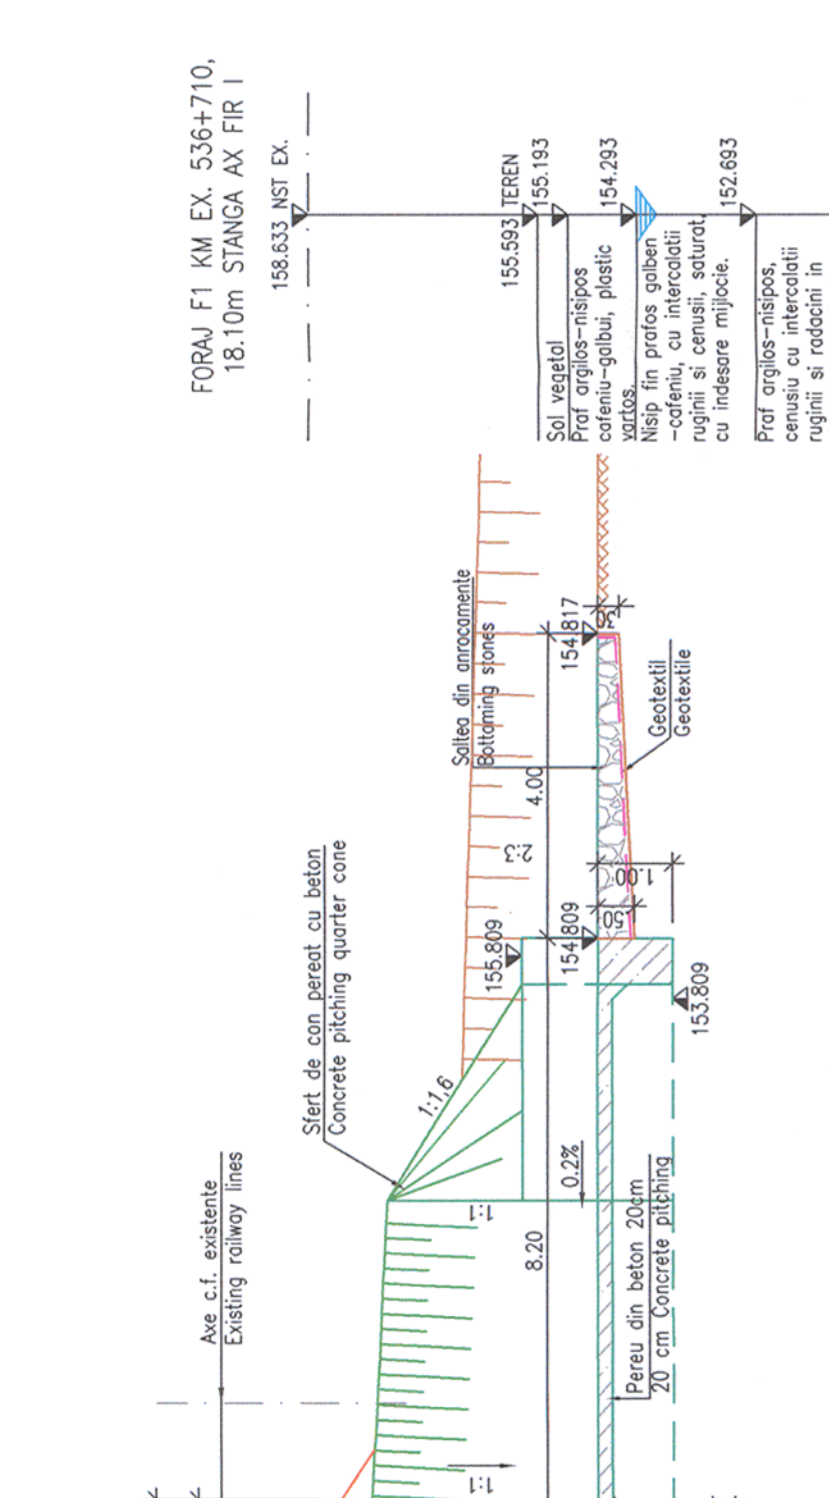 FORAJ F1 KM EX. 536+710,
18.10m STANGA AX FIR I
158.633 NST EX.
155.593 TEREN
155.193
154.293
152.693
Sol vegetal
Praf argilos-nisipos
cafeniu-galbui, plastic
vartos.
Nisip fin prafos galben
-cafeniu, cu intercalatii
ruginii si cenusii, saturat,
cu indesare mijlocie.
Praf argilos-nisipos,
cenusiu cu intercalatii
ruginii si radacini in
Saltea din anrocamente
Bottoming stones
154.817
30
Geotextil
Geotextile
4.00
2:3
1.00
50
Sfert de con pereat cu beton
Concrete pitching quarter cone
155.809
154.809
153.809
1:1,6
0.2%
1:1
8.20
Axe c.f. existente
Existing railway lines
Pereu din beton 20cm
20 cm Concrete pitching
1:1